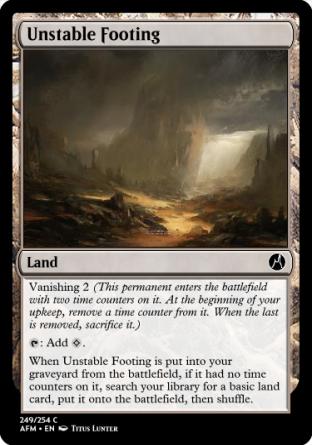 Unstable Footing
Land
Vanishing 2 (This permanent enters the battlefield
with two time counters on it. At the beginning of your
upkeep, remove a time counter from it. When the last
is removed, sacrifice it.)
: Add .
When Unstable Footing is put into your
graveyard from the battlefield, if it had no time
counters on it, search your library for a basic land
card, put it onto the battlefield, then shuffle.
249/254 C
AFM • EN Titus Lunter